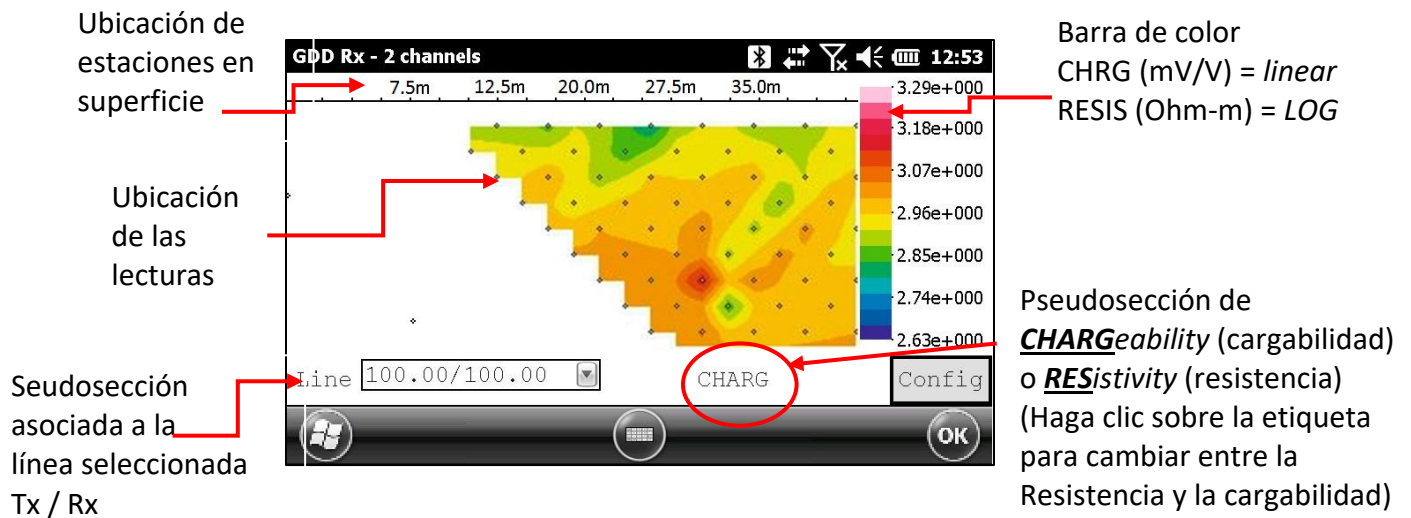 Ubicación de
estaciones en
superficie
Ubicación
de las
lecturas
Seudosección
asociada a la
línea seleccionada
Tx / Rx
GDD Rx - 2 channels
12:53
7.5m 12.5m 20.0m 27.5m 35.0m
3.29e+000
3.18e+000
3.07e+000
2.96e+000
2.85e+000
2.74e+000
2.63e+000
Line 100.00/100.00 CHARG Config
OK
Barra de color
CHRG (mV/V) = linear
RESIS (Ohm-m) = LOG
Pseudosección de
CHARGeability (cargabilidad)
o RESistivity (resistencia)
(Haga clic sobre la etiqueta
para cambiar entre la
Resistencia y la cargabilidad)